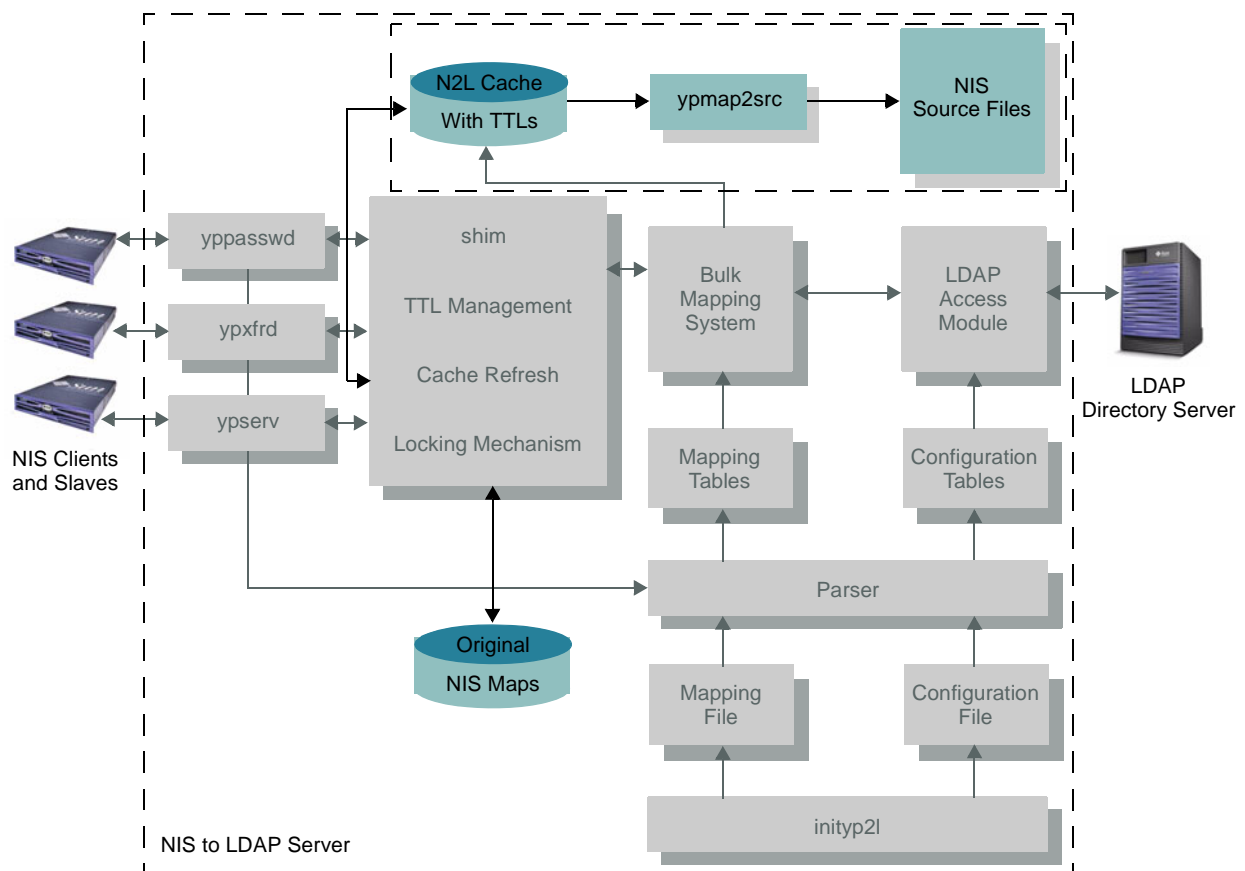 N2L Cache
With TTLs
ypmap2src
NIS
Source Files
yppasswd
ypxfrd
ypserv
shim
TTL Management
Cache Refresh
Locking Mechanism
Bulk
Mapping
System
LDAP
Access
Module
LDAP
Directory Server
NIS Clients
and Slaves
Mapping
Tables
Configuration
Tables
Parser
Original
NIS Maps
Mapping
File
Configuration
File
inityp2l
NIS to LDAP Server